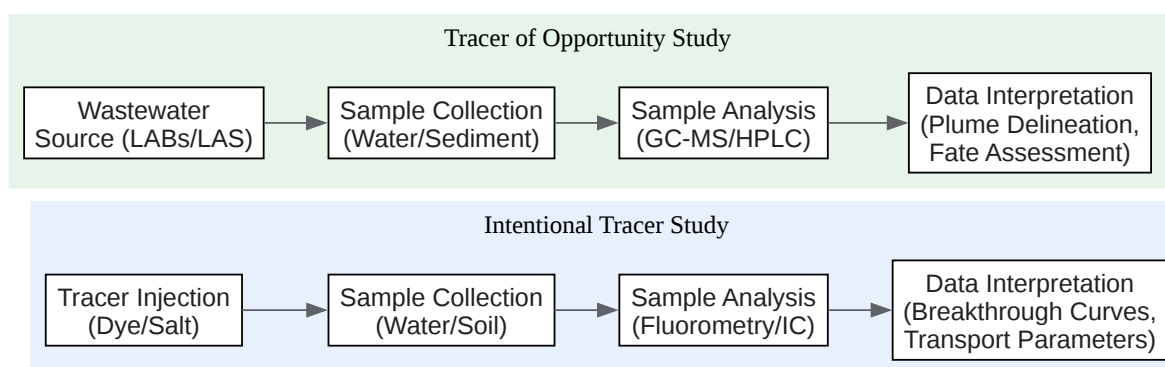 Tracer of Opportunity Study
Wastewater
Source (LABs/LAS)
Sample Collection
(Water/Sediment)
Sample Analysis
(GC-MS/HPLC)
Data Interpretation
(Plume Delineation,
Fate Assessment)
Intentional Tracer Study
Tracer Injection
(Dye/Salt)
Sample Collection
(Water/Soil)
Sample Analysis
(Fluorometry/IC)
Data Interpretation
(Breakthrough Curves,
Transport Parameters)